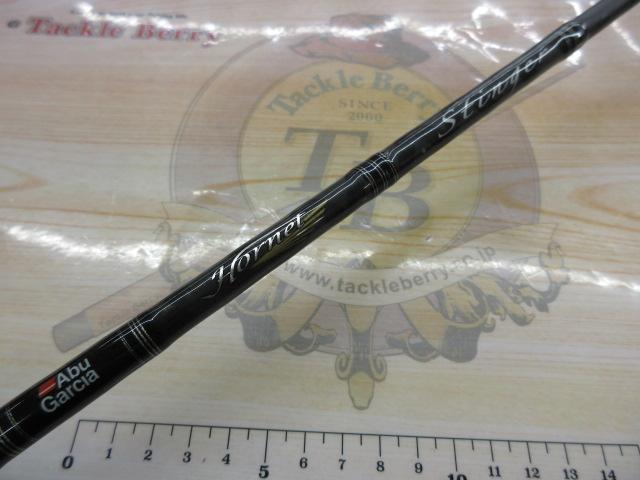 Tackle Berry
Tackle Berry
SINCE
2000
TB
www.tackleberry.co.jp
Stinger
Hornet
Abu
Garcia
0 1 2 3 4 5 6 7 8 9 10 11 12 13 14